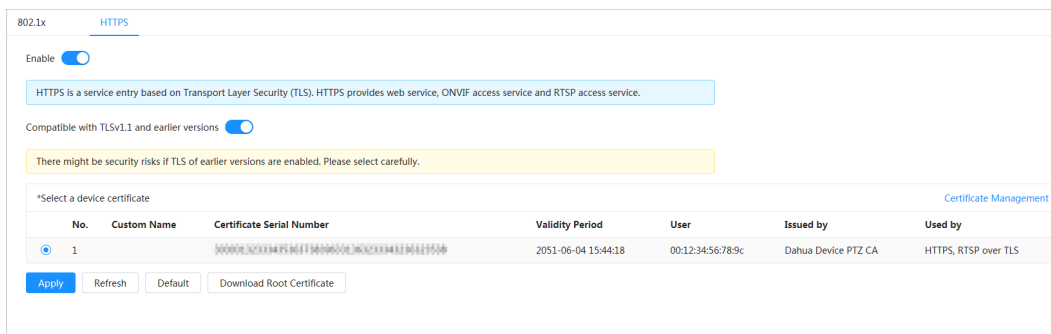 802.1x HTTPS
Enable
HTTPS is a service entry based on Transport Layer Security (TLS). HTTPS provides web service, ONVIF access service and RTSP access service.
Compatible with TLSv1.1 and earlier versions
There might be security risks if TLS of earlier versions are enabled. Please select carefully.
*Select a device certificate Certificate Management
No. Custom Name Certificate Serial Number Validity Period User Issued by Used by
1 2051-06-04 15:44:18 00:12:34:56:78:9c Dahua Device PTZ CA HTTPS, RTSP over TLS
Apply Refresh Default Download Root Certificate